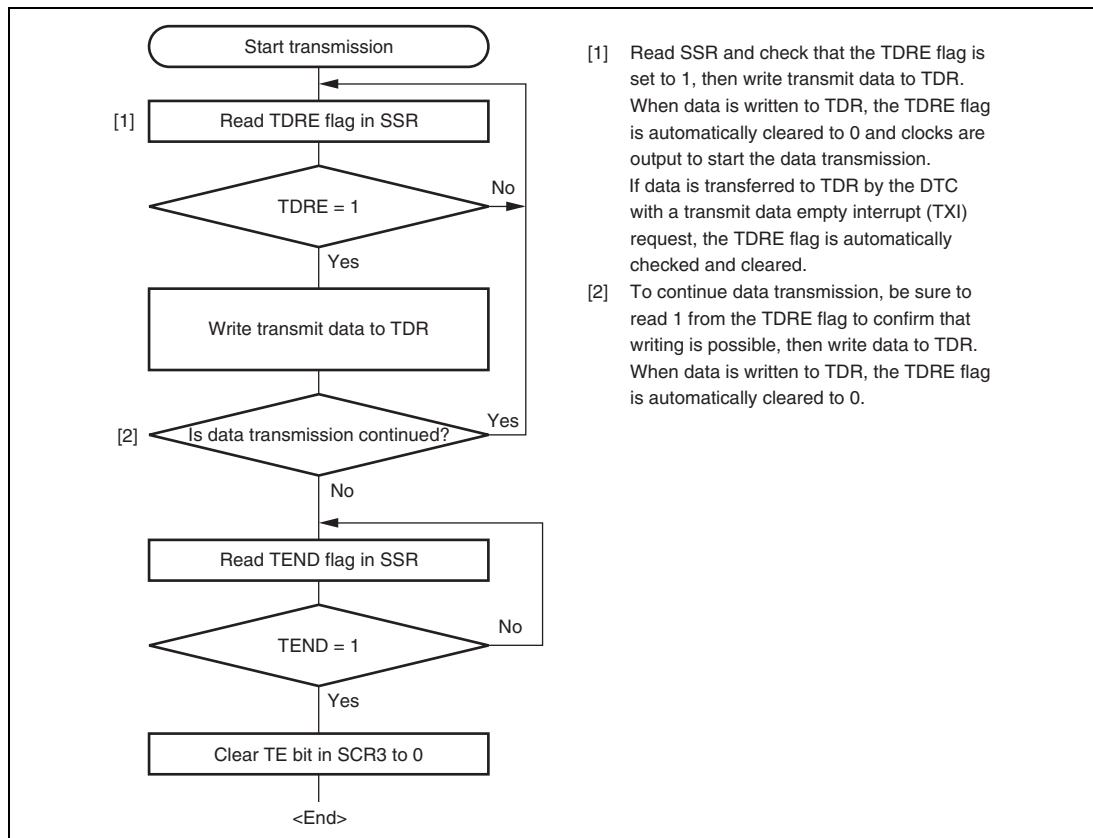 Start transmission
[1] Read TDRE flag in SSR
No
TDRE = 1
Yes
Write transmit data to TDR
Yes
[2] Is data transmission continued?
No
Read TEND flag in SSR
No
TEND = 1
Yes
Clear TE bit in SCR3 to 0
<End>
[1] Read SSR and check that the TDRE flag is
set to 1, then write transmit data to TDR.
When data is written to TDR, the TDRE flag
is automatically cleared to 0 and clocks are
output to start the data transmission.
If data is transferred to TDR by the DTC
with a transmit data empty interrupt (TXI)
request, the TDRE flag is automatically
checked and cleared.
[2] To continue data transmission, be sure to
read 1 from the TDRE flag to confirm that
writing is possible, then write data to TDR.
When data is written to TDR, the TDRE flag
is automatically cleared to 0.